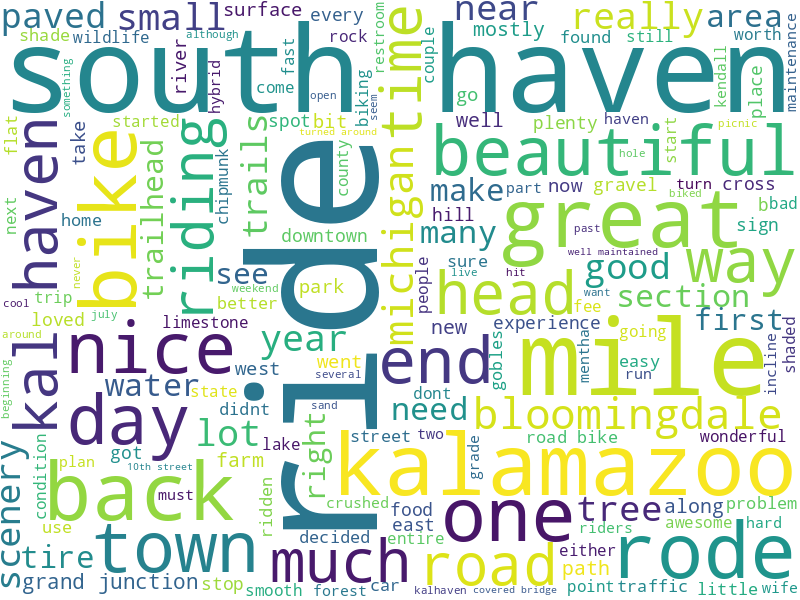 paved
small
surface
open
restroom
near
really
area
shade
wildlife
although
every
rock
couple
mostly
found
still
worth
maintenance
south haven
something
river
hybrid
come
fast
biking
seem
go
kendall
place
flat
started
spot
bit
turned around
well
plenty
haven
start
picnic
haven
take
bike
riding
chipmunk
trails
county
michigan
time
beautiful
hole
trailhead
ride
make
part
now
gravel
turn
cross
biked
b
bad
next
home
downtown
hill
many
great
past
sign
never
see
park
people
sure
live
hit
well maintained
good
way
want
cool
trip
weekend
better
head
fee
section
kal
loved
july
limestone
year
new
experience
going
first
around
nice
west
went
several
end
gobles
mile
mentha
easy
run
incline
shaded
beginning
water
state
didnt
sand
dont
need
bloomingdale
day
lot
right
street
two
road bike
wonderful
scenery
condition
plan
got
10th street
farm
lake
kalamazoo
grade
back
must
ridden
crushed
food
one
tree
along
problem
use
town
decided
east
riders
awesome
hard
tire
much
entire
road
either
path
rode
grand junction
stop
smooth
forest
car
kalhaven
covered bridge
point
traffic
little
wife